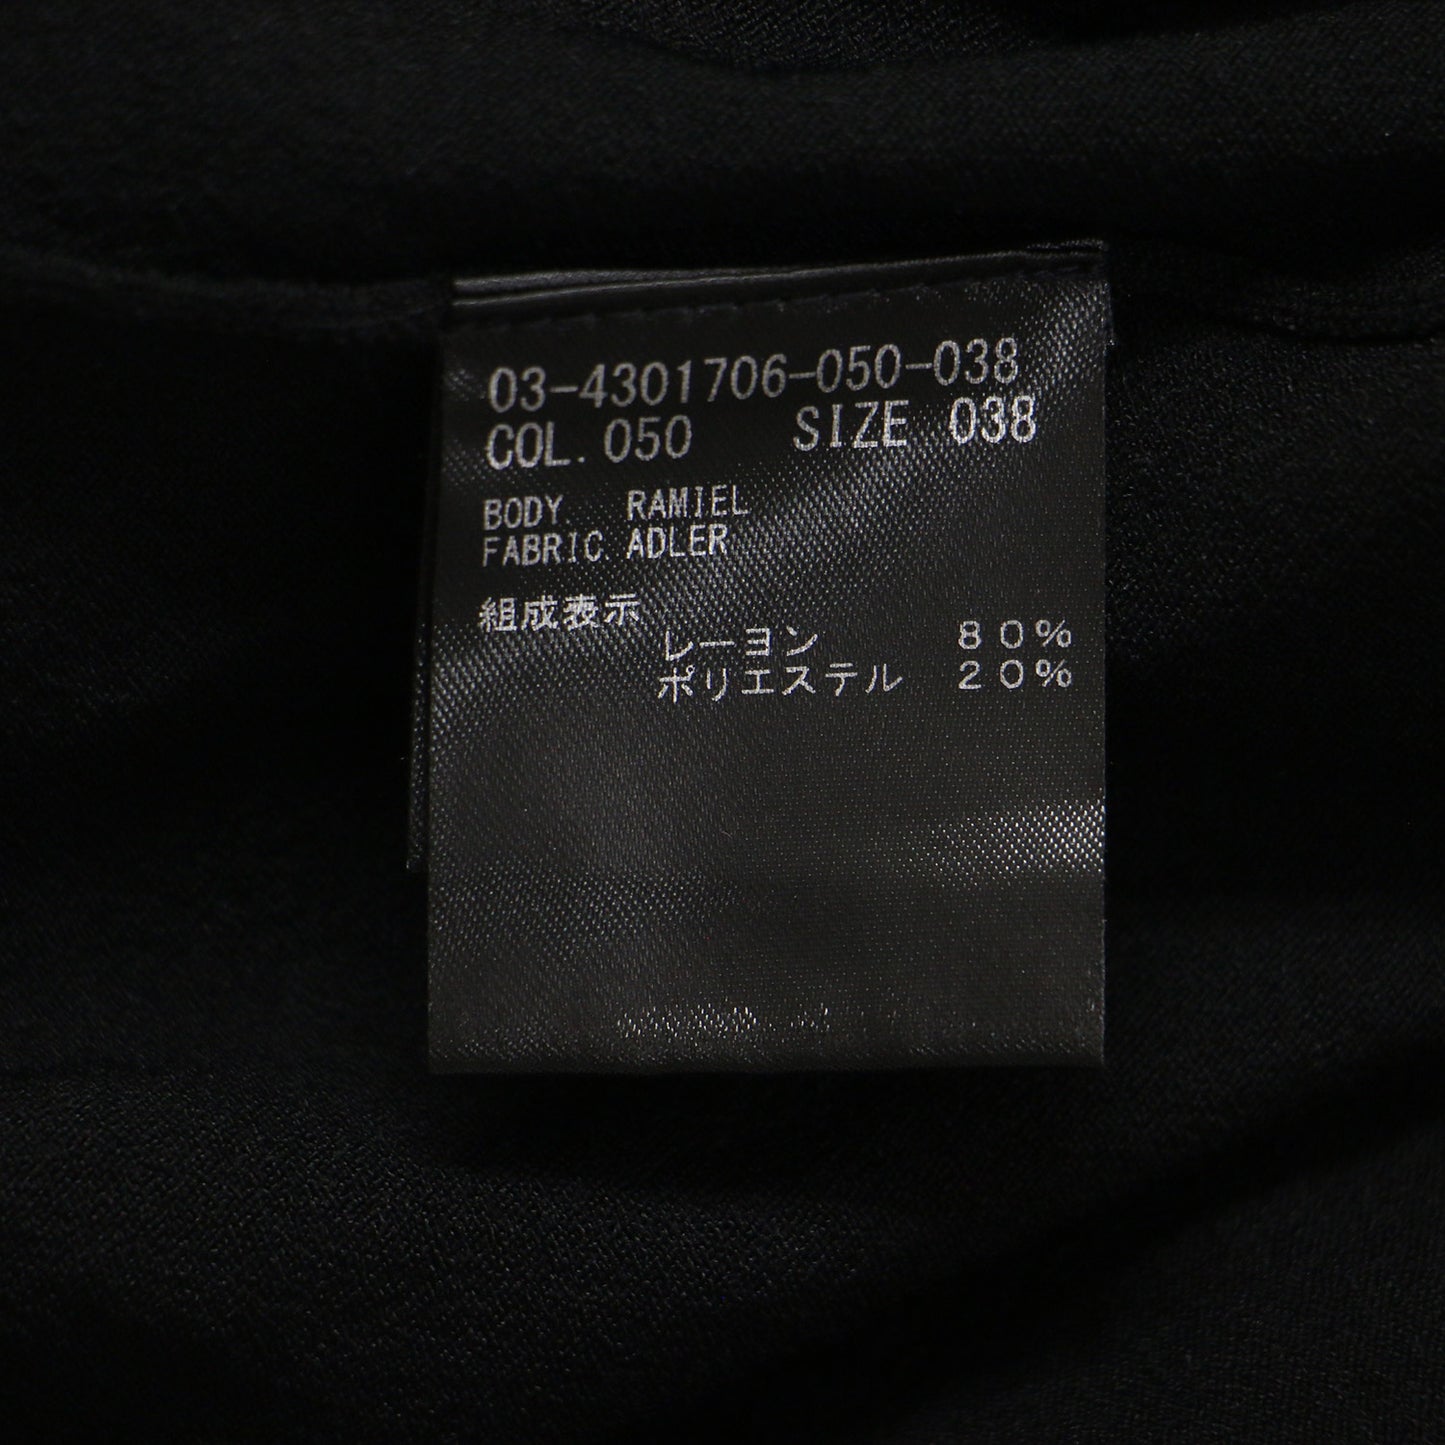 03-4301706-050-038
COL. 050 SIZE 038
BODY. RAMIEL
FABRIC ADLER
組成表示
レーヨン 80%
ポリエステル 20%